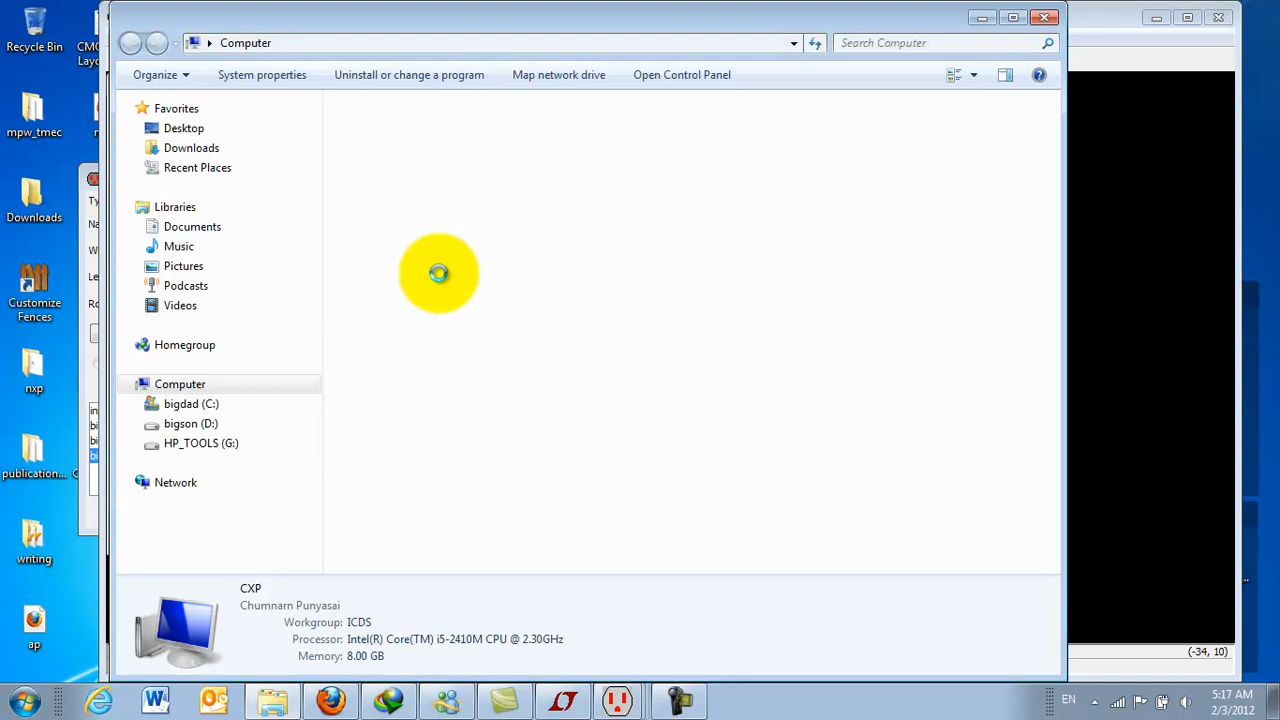 Recycle Bin
CMO
Layo
mpw_tmec
Downloads
Customize
Fences
nxp
publication...
writing
ap
Computer
Search Computer
Organize
System properties
Uninstall or change a program
Map network drive
Open Control Panel
Favorites
Desktop
Downloads
Recent Places
Libraries
Documents
Music
Pictures
Podcasts
Videos
Homegroup
Computer
bigdad (C:)
bigson (D:)
HP_TOOLS (G:)
Network
CXP
Chumnarn Punyasai
Workgroup: ICDS
Processor: Intel(R) Core(TM) i5-2410M CPU @ 2.30GHz
Memory: 8.00 GB
(-34, 10)
EN
5:17 AM
2/3/2012